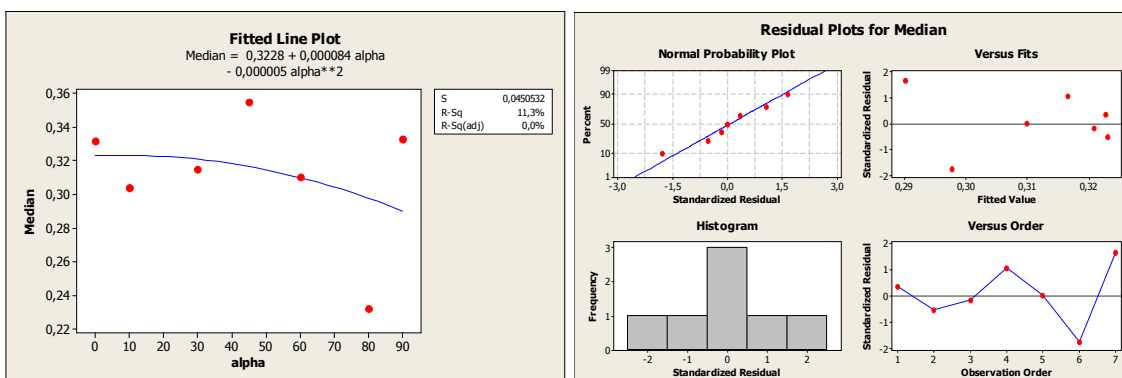 Fitted Line Plot
Median = 0,3228 + 0,000084 alpha
- 0,000005 alpha**2
S 0,0450532
R-Sq 11,3%
R-Sq(adj) 0,0%
0,36
0,34
0,32
0,30
0,28
0,26
0,24
0,22
Median
0 10 20 30 40 50 60 70 80 90
alpha
Residual Plots for Median
Normal Probability Plot
99
90
50
10
1
Percent
-3,0 -1,5 0,0 1,5 3,0
Standardized Residual
Versus Fits
2
1
0
-1
-2
Standardized Residual
0,29 0,30 0,31 0,32
Fitted Value
Histogram
3
2
1
0
Frequency
-2 -1 0 1 2
Standardized Residual
Versus Order
2
1
0
-1
-2
Standardized Residual
1 2 3 4 5 6 7
Observation Order